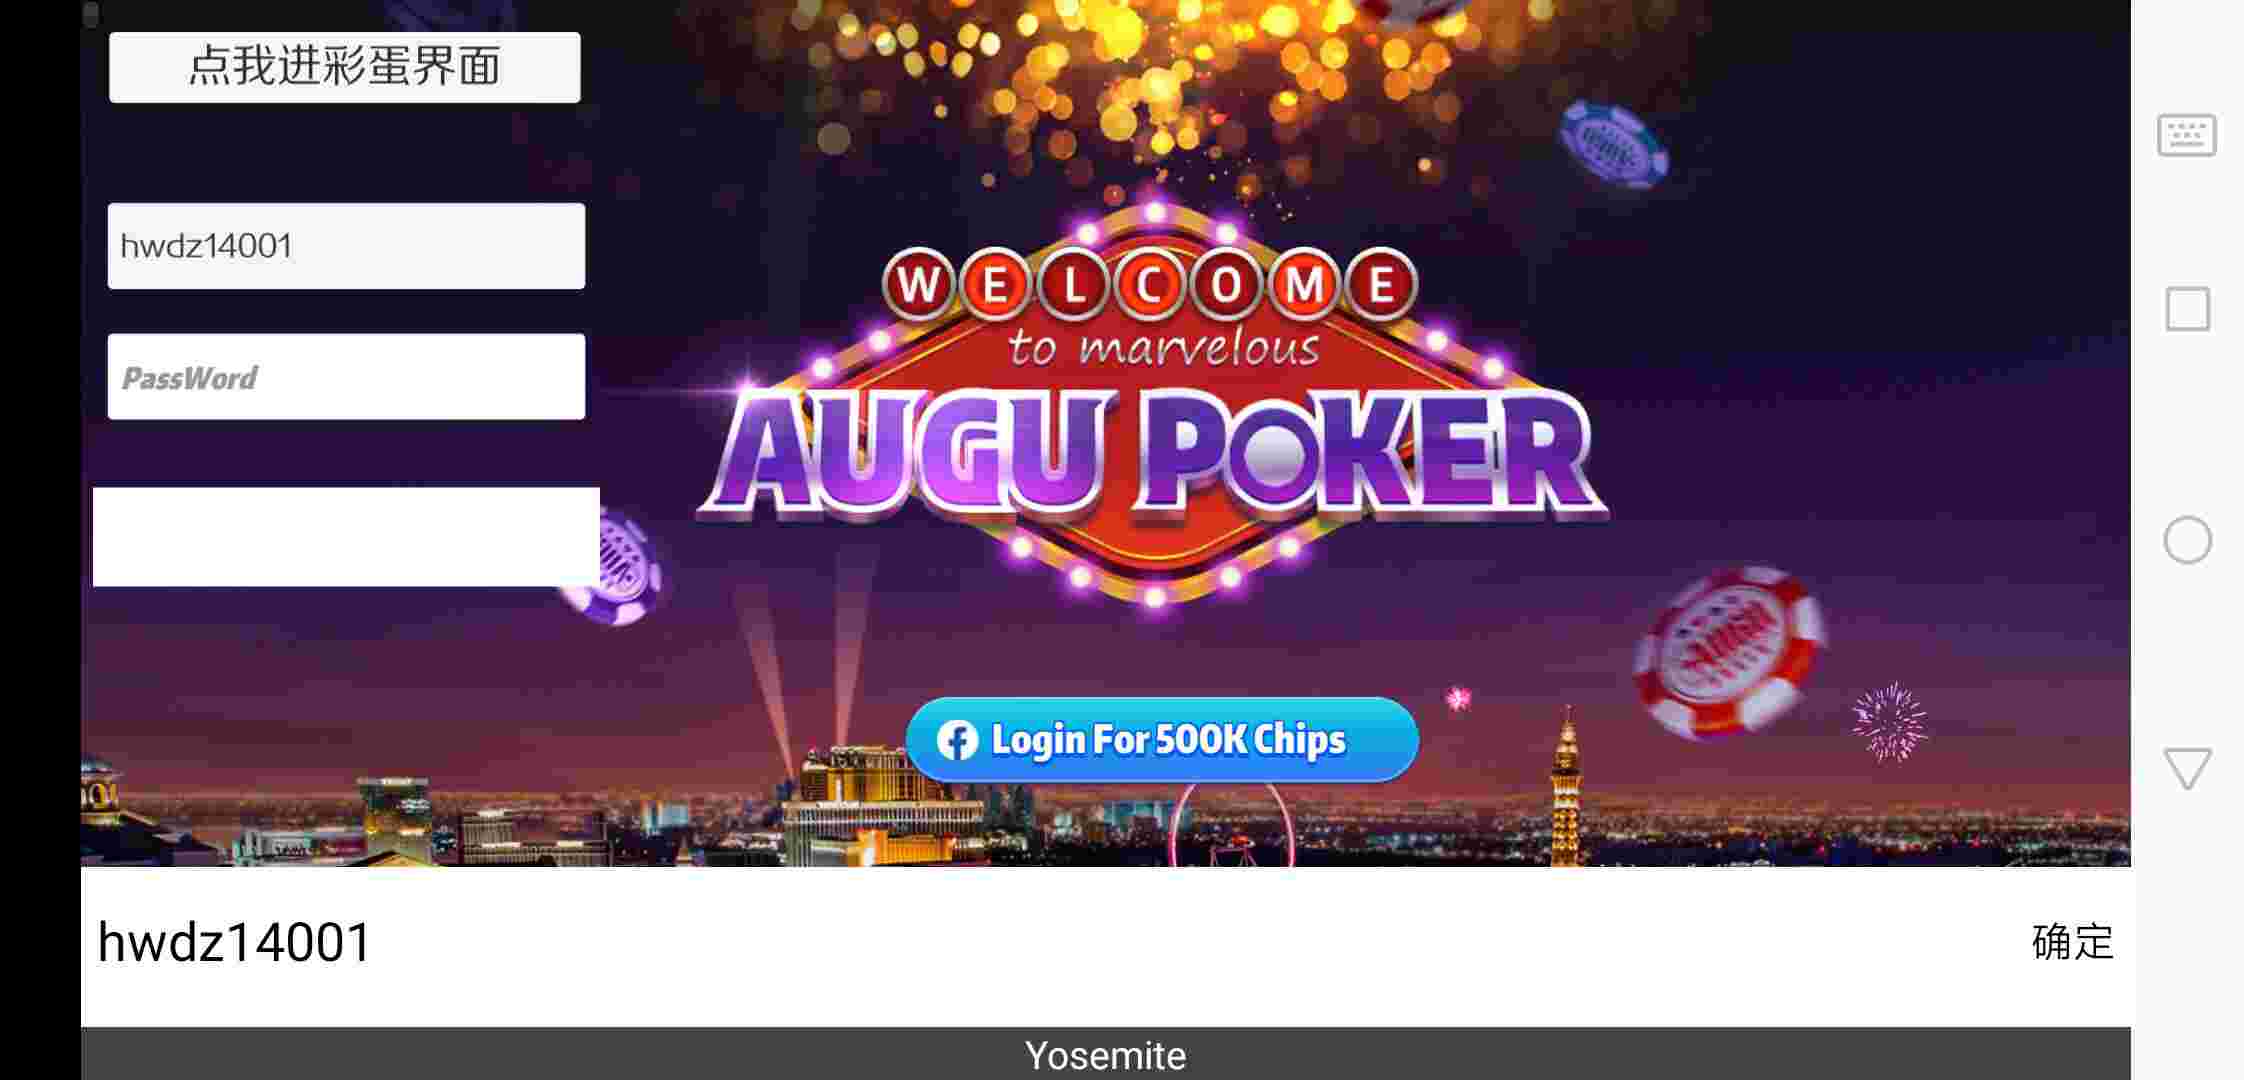 点我进彩蛋界面
hwdz14001
PassWord
WELCOME
to marvelous
AUGU POKER
Login For 500K Chips
hwdz14001
确定
Yosemite